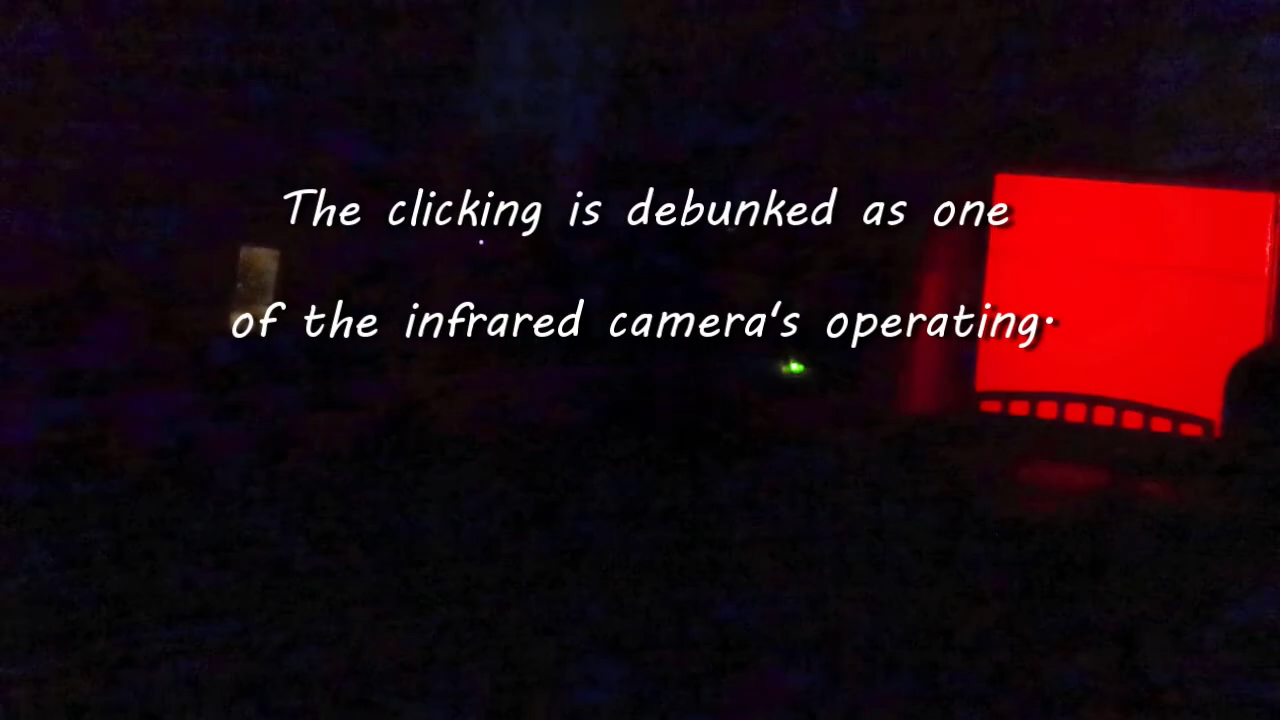 The clicking is debunked as one
of the infrared camera's operating.